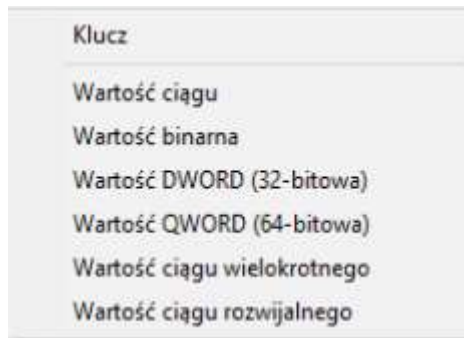 Klucz
Wartość ciągu
Wartość binarna
Wartość DWORD (32-bitowa)
Wartość QWORD (64-bitowa)
Wartość ciągu wielokrotnego
Wartość ciągu rozwijalnego